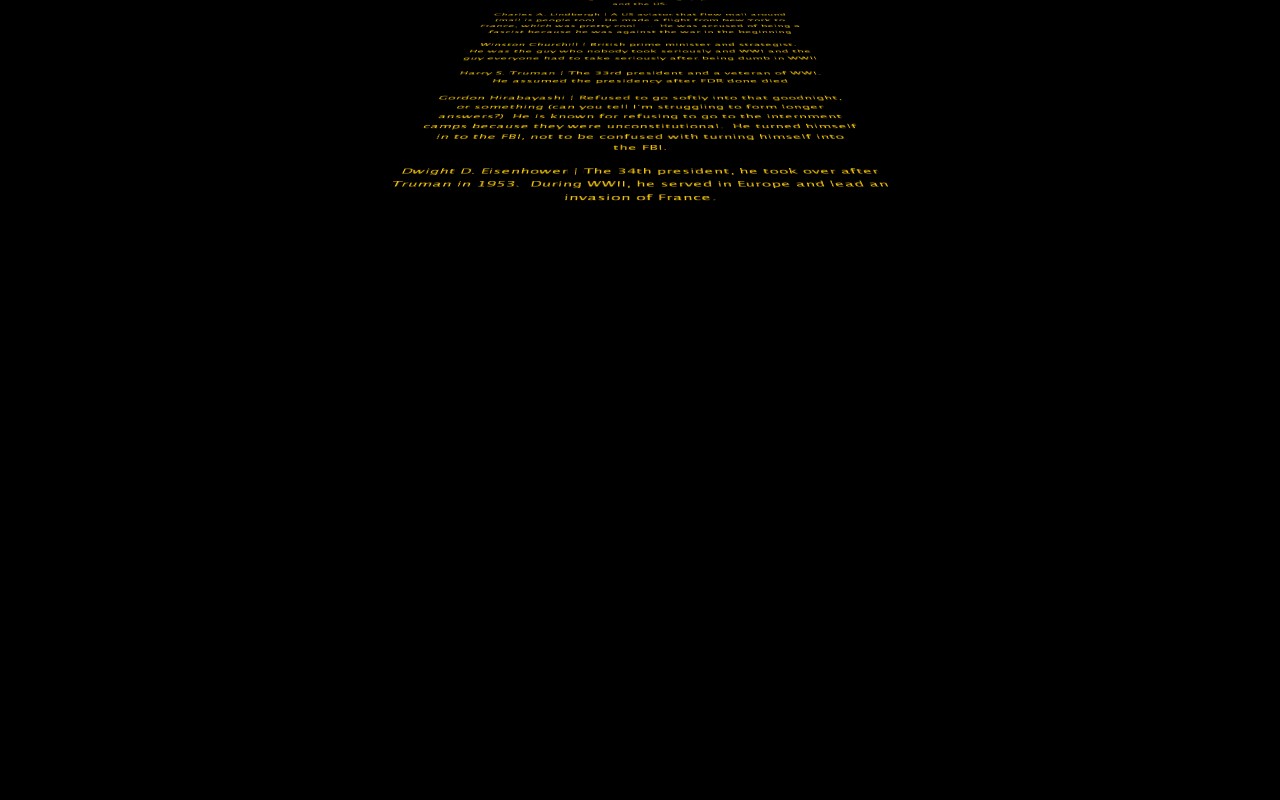 and the US.
Charles A. Lindbergh | A US aviator that flew mail around
(mail is people too). He made a flight from New York to
France, which was pretty cool. He was accused of being a
fascist because he was against the war in the beginning
Winston Churchill | British prime minister and strategist.
He was the guy who nobody took seriously and WWI and the
guy everyone had to take seriously after being dumb in WWII
Harry S. Truman | The 33rd president and a veteran of WWI.
He assumed the presidency after FDR done died
Gordon Hirabayashi | Refused to go softly into that goodnight,
or something (can you tell I'm struggling to form longer
answers?) He is known for refusing to go to the internment
camps because they were unconstitutional. He turned himself
in to the FBI, not to be confused with turning himself into
the FBI.
Dwight D. Eisenhower | The 34th president, he took over after
Truman in 1953. During WWII, he served in Europe and lead an
invasion of France.